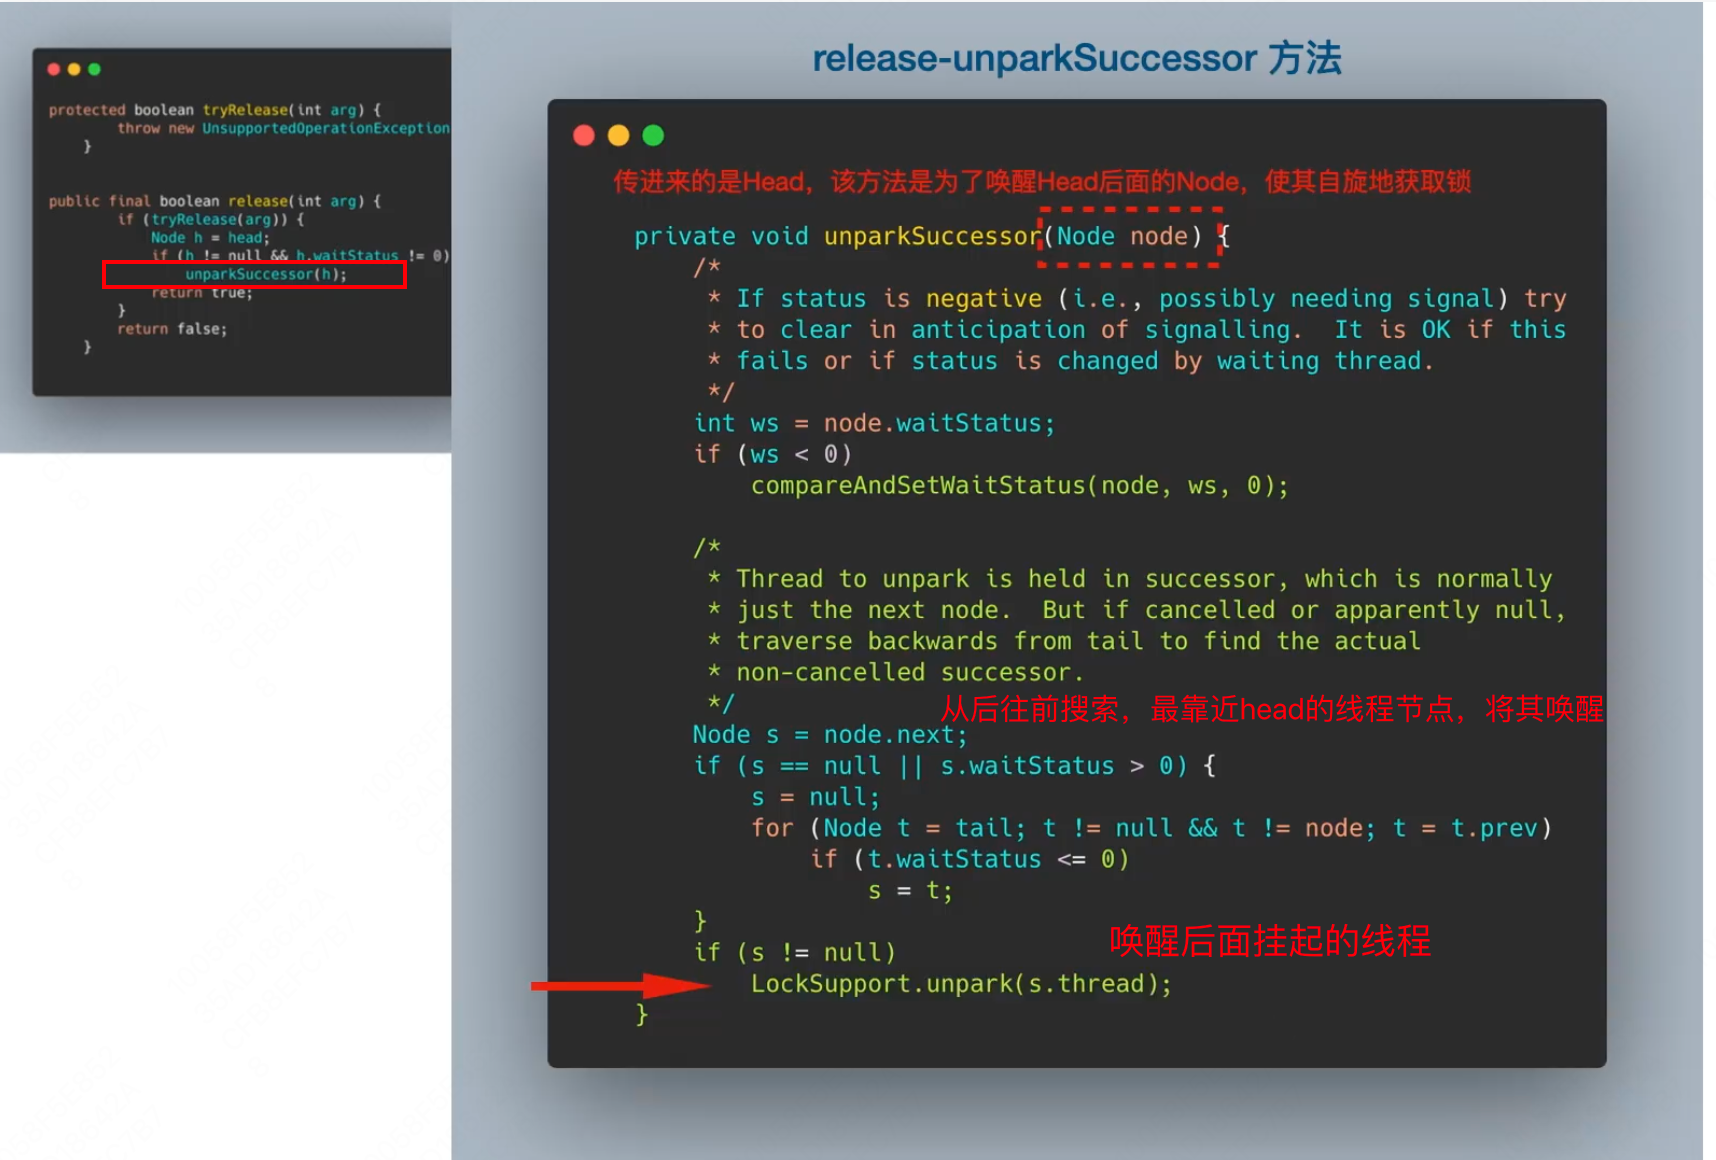 protected boolean tryRelease(int arg) {
throw new UnsupportedOperationException
}
public final boolean release(int arg) {
if (tryRelease(arg)) {
Node h = head;
if (h != null && h.waitStatus != 0)
unparkSuccessor(h);
return true;
}
return false;
}
release-unparkSuccessor 方法
传进来的是Head，该方法是为了唤醒Head后面的Node，使其自旋地获取锁
private void unparkSuccessor(Node node) {
/*
* If status is negative (i.e., possibly needing signal) try
* to clear in anticipation of signalling.  It is OK if this
* fails or if status is changed by waiting thread.
*/
int ws = node.waitStatus;
if (ws < 0)
compareAndSetWaitStatus(node, ws, 0);
/*
* Thread to unpark is held in successor, which is normally
* just the next node.  But if cancelled or apparently null,
* traverse backwards from tail to find the actual
* non-cancelled successor.
*/
从后往前搜索，最靠近head的线程节点，将其唤醒
Node s = node.next;
if (s == null || s.waitStatus > 0) {
s = null;
for (Node t = tail; t != null && t != node; t = t.prev)
if (t.waitStatus <= 0)
s = t;
}
唤醒后面挂起的线程
if (s != null)
LockSupport.unpark(s.thread);
}